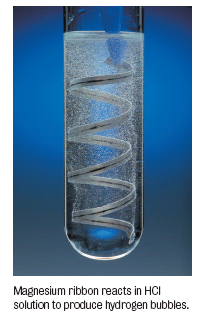 Magnesium ribbon reacts in HCl
solution to produce hydrogen bubbles.